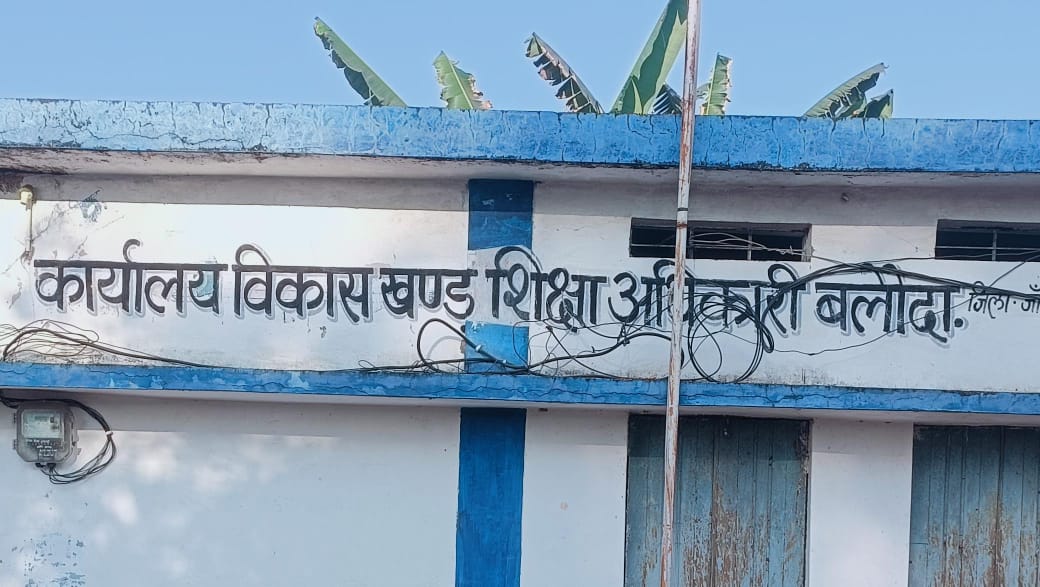 कार्यालय विकास खण्ड शिक्षा अधिकारी बलौदा. जिला.